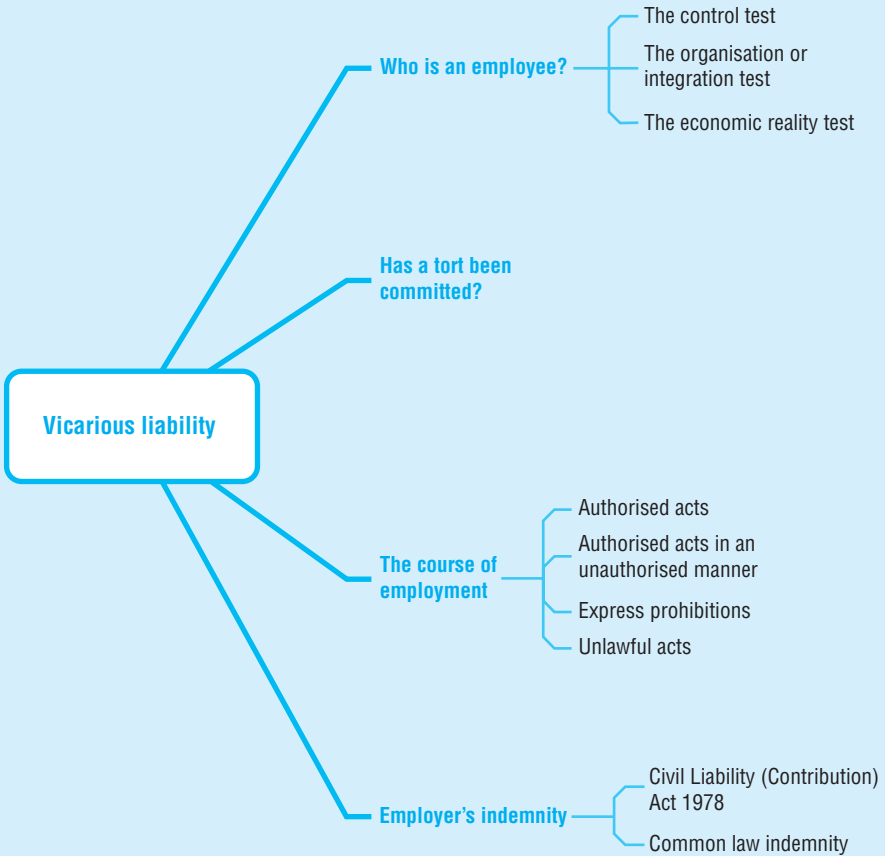 Vicarious liability
Who is an employee?
The control test
The organisation or
integration test
The economic reality test
Has a tort been
committed?
The course of
employment
Authorised acts
Authorised acts in an
unauthorised manner
Express prohibitions
Unlawful acts
Employer's indemnity
Civil Liability (Contribution)
Act 1978
Common law indemnity